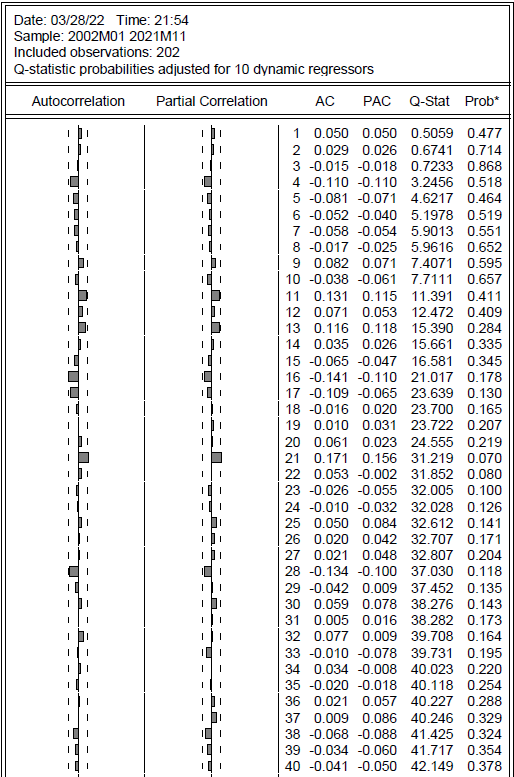 Date: 03/28/22 Time: 21:54
Sample: 2002M01 2021M11
Included observations: 202
Q-statistic probabilities adjusted for 10 dynamic regressors
Autocorrelation Partial Correlation AC PAC Q-Stat Prob*
1 0.050 0.050 0.5059 0.477
2 0.029 0.026 0.6741 0.714
3 -0.015 -0.018 0.7233 0.868
4 -0.110 -0.110 3.2456 0.518
5 -0.081 -0.071 4.6217 0.464
6 -0.052 -0.040 5.1978 0.519
7 -0.058 -0.054 5.9013 0.551
8 -0.017 -0.025 5.9616 0.652
9 0.082 0.071 7.4071 0.595
10 -0.038 -0.061 7.7111 0.657
11 0.131 0.115 11.391 0.411
12 0.071 0.053 12.472 0.409
13 0.116 0.118 15.390 0.284
14 0.035 0.026 15.661 0.335
15 -0.065 -0.047 16.581 0.345
16 -0.141 -0.110 21.017 0.178
17 -0.109 -0.065 23.639 0.130
18 -0.016 0.020 23.700 0.165
19 0.010 0.031 23.722 0.207
20 0.061 0.023 24.555 0.219
21 0.171 0.156 31.219 0.070
22 0.053 -0.002 31.852 0.080
23 -0.026 -0.055 32.005 0.100
24 -0.010 -0.032 32.028 0.126
25 0.050 0.084 32.612 0.141
26 0.020 0.042 32.707 0.171
27 0.021 0.048 32.807 0.204
28 -0.134 -0.100 37.030 0.118
29 -0.042 0.009 37.452 0.135
30 0.059 0.078 38.276 0.143
31 0.005 0.016 38.282 0.173
32 0.077 0.009 39.708 0.164
33 -0.010 -0.078 39.731 0.195
34 0.034 -0.008 40.023 0.220
35 -0.020 -0.018 40.118 0.254
36 0.021 0.057 40.227 0.288
37 0.009 0.086 40.246 0.329
38 -0.068 -0.088 41.425 0.324
39 -0.034 -0.060 41.717 0.354
40 -0.041 -0.050 42.149 0.378